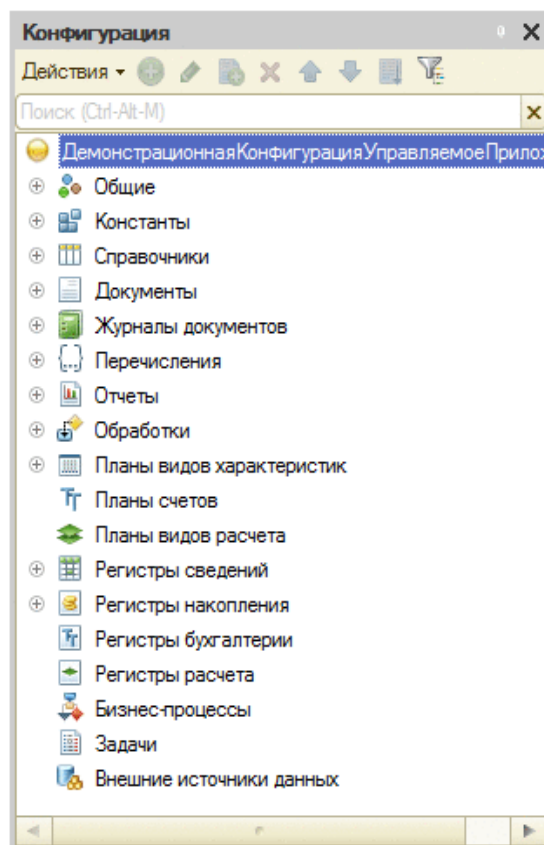 Конфигурация
Действия
Поиск (Ctrl-Alt-M)
ДемонстрационнаяКонфигурацияУправляемоеПрило
Общие
Константы
Справочники
Документы
Журналы документов
Перечисления
Отчеты
Обработки
Планы видов характеристик
Планы счетов
Планы видов расчета
Регистры сведений
Регистры накопления
Регистры бухгалтерии
Регистры расчета
Бизнес-процессы
Задачи
Внешние источники данных